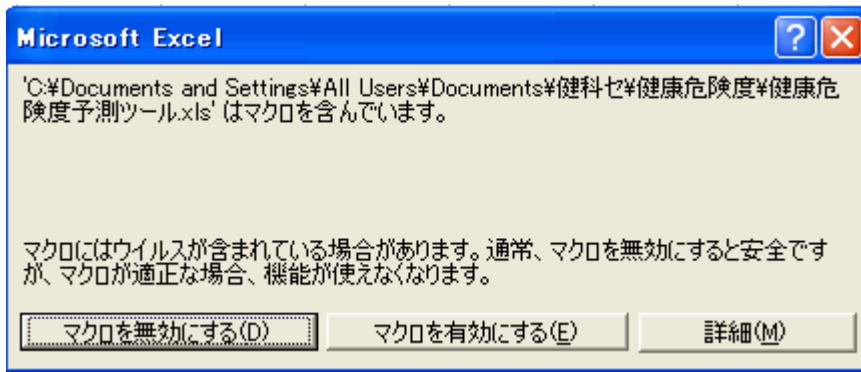 Microsoft Excel
'C:¥Documents and Settings¥All Users¥Documents¥健科セ¥健康危険度¥健康危
険度予測ツール.xls' はマクロを含んでいます。
マクロにはウイルスが含まれている場合があります。通常、マクロを無効にすると安全です
が、マクロが適正な場合、機能が使えなくなります。
マクロを無効にする(D)
マクロを有効にする(E)
詳細(M)